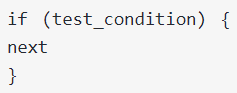 if (test_condition) {
next
}